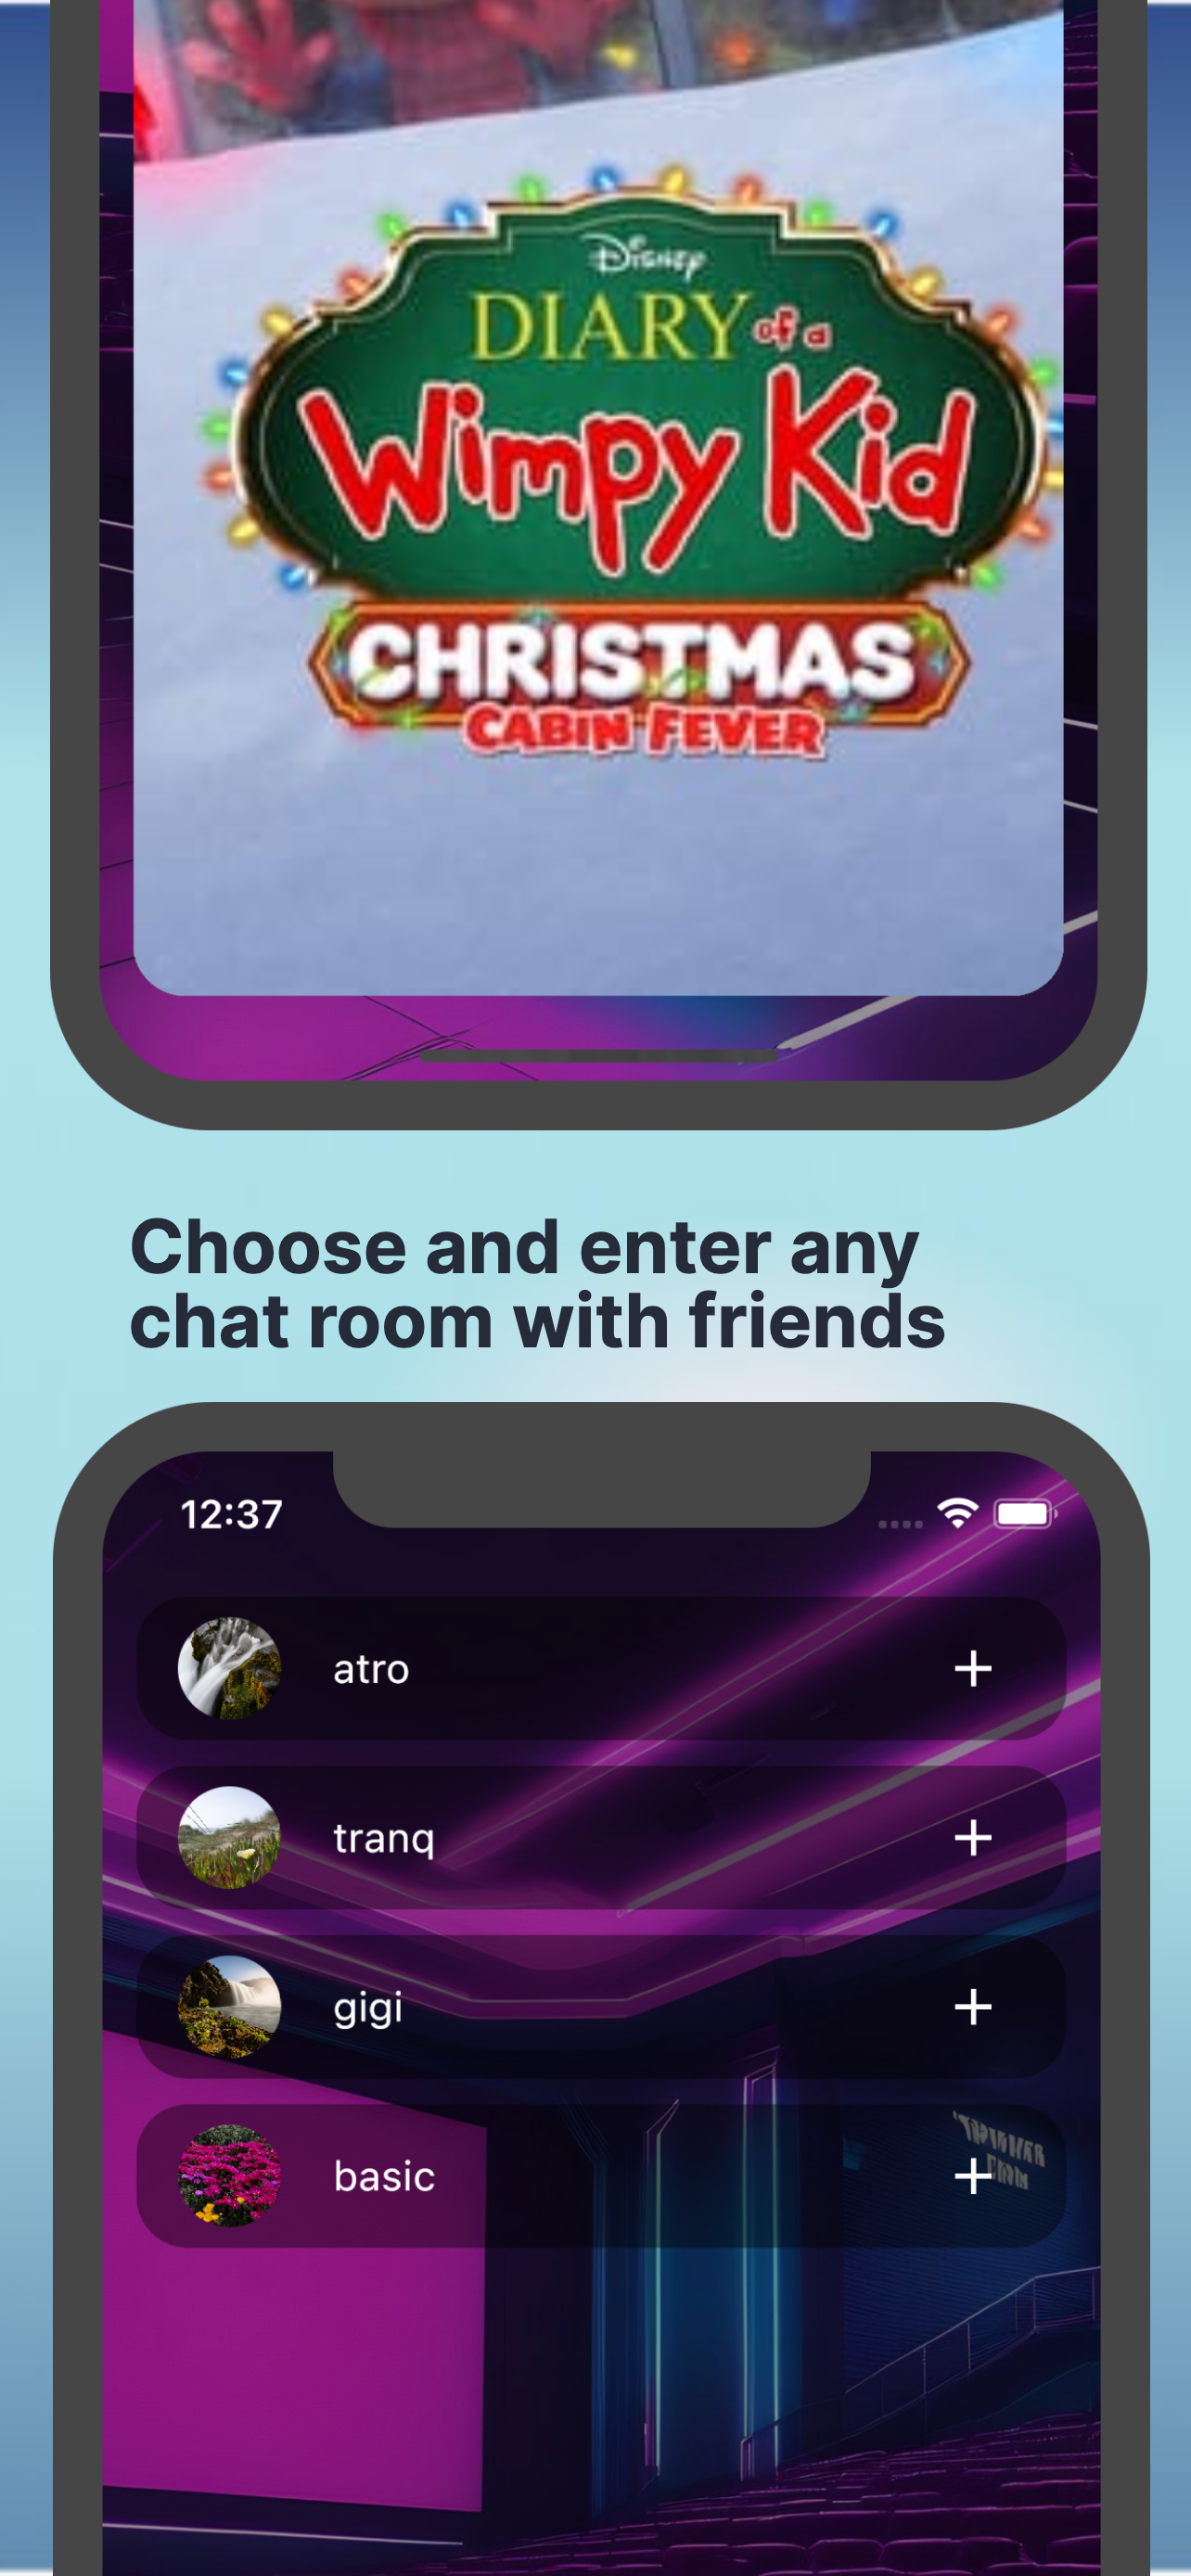 Disney
DIARY of a
Wimpy Kid
CHRISTMAS
CABIN FEVER
Choose and enter any
chat room with friends
12:37
atro
tranq
gigi
basic